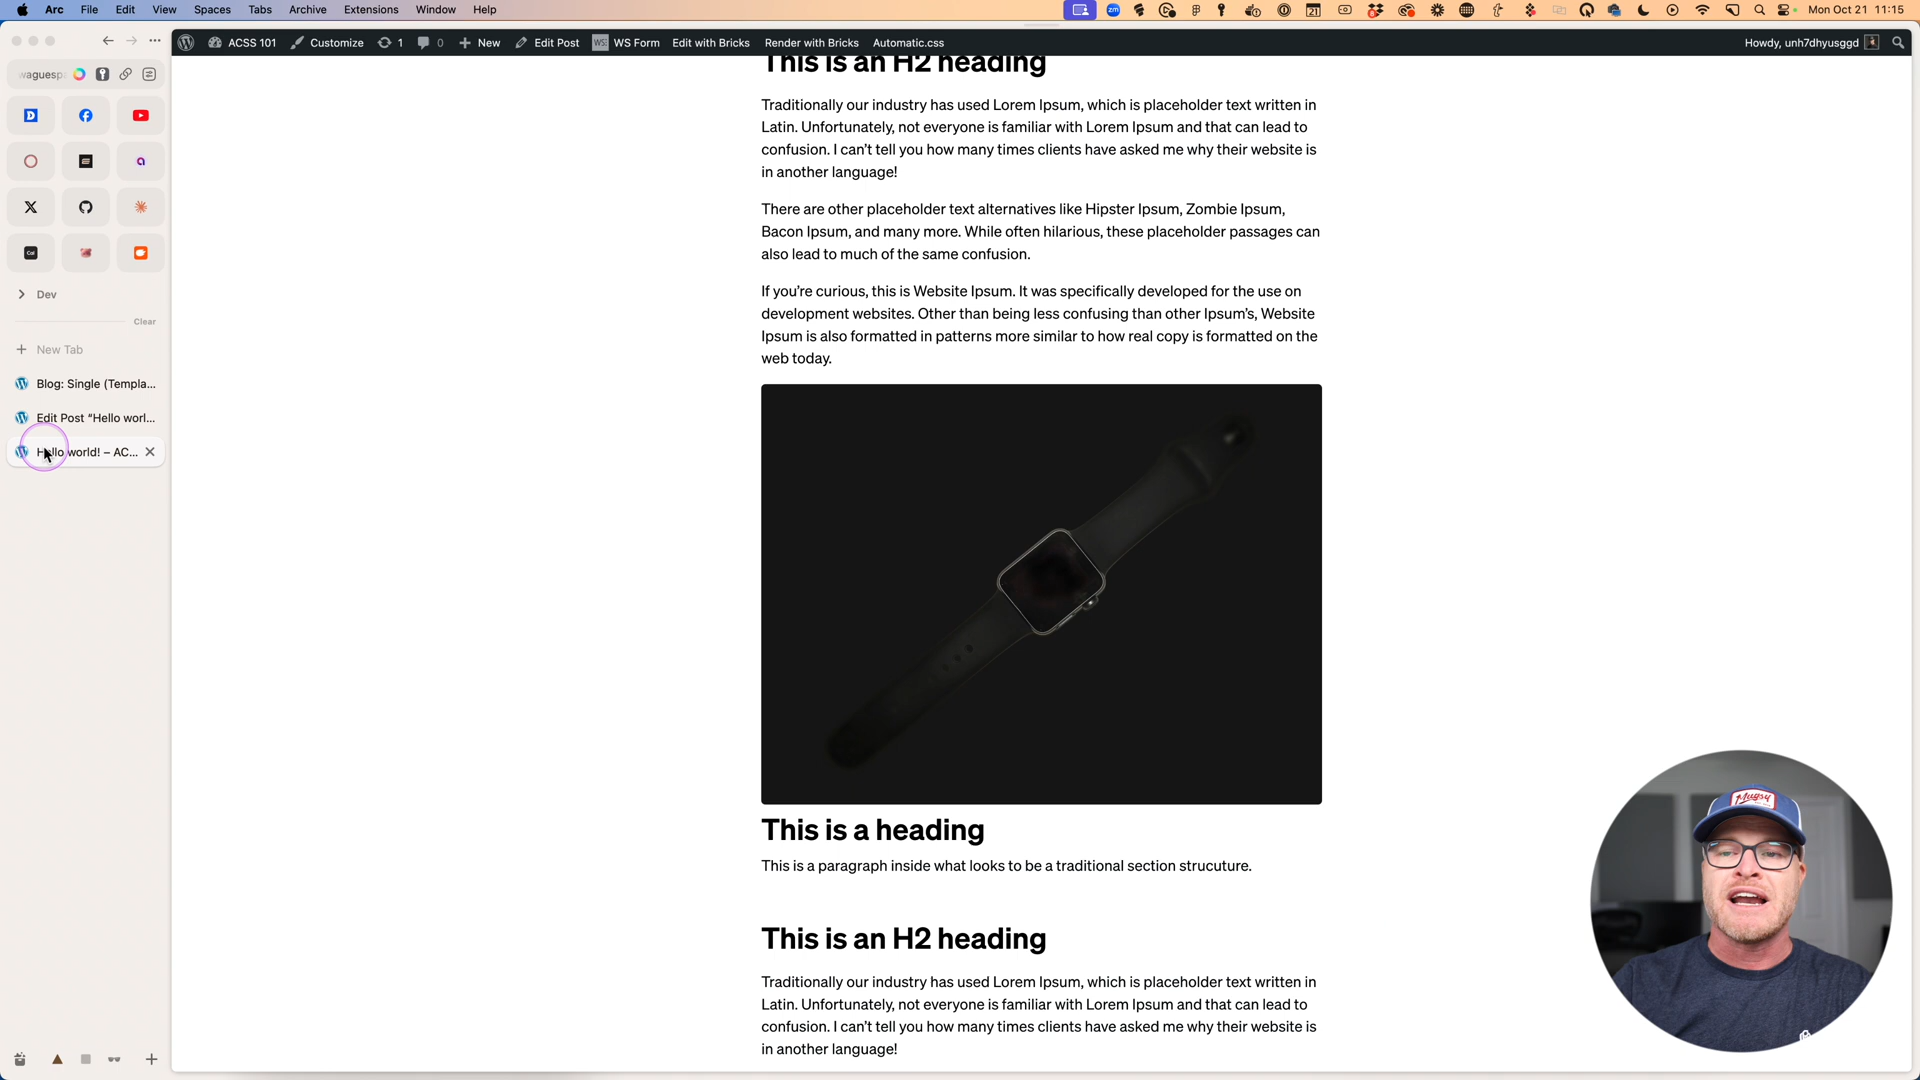 Arc File Edit View Spaces Tabs Archive Extensions Window Help
Mon Oct 21 11:15
ACSS 101 Customize 1 0 New Edit Post WS Form Edit with Bricks Render with Bricks Automatic.css
Howdy, unh7dhyusggd
waguesp
Dev
Clear
New Tab
Blog: Single (Templa...
Edit Post “Hello worl...
Hello world! – AC...
This is an H2 heading
Traditionally our industry has used Lorem Ipsum, which is placeholder text written in
Latin. Unfortunately, not everyone is familiar with Lorem Ipsum and that can lead to
confusion. I can’t tell you how many times clients have asked me why their website is
in another language!
There are other placeholder text alternatives like Hipster Ipsum, Zombie Ipsum,
Bacon Ipsum, and many more. While often hilarious, these placeholder passages can
also lead to much of the same confusion.
If you’re curious, this is Website Ipsum. It was specifically developed for the use on
development websites. Other than being less confusing than other Ipsum’s, Website
Ipsum is also formatted in patterns more similar to how real copy is formatted on the
web today.
This is a heading
This is a paragraph inside what looks to be a traditional section strucuture.
This is an H2 heading
Traditionally our industry has used Lorem Ipsum, which is placeholder text written in
Latin. Unfortunately, not everyone is familiar with Lorem Ipsum and that can lead to
confusion. I can’t tell you how many times clients have asked me why their website is
in another language!
Mugsy